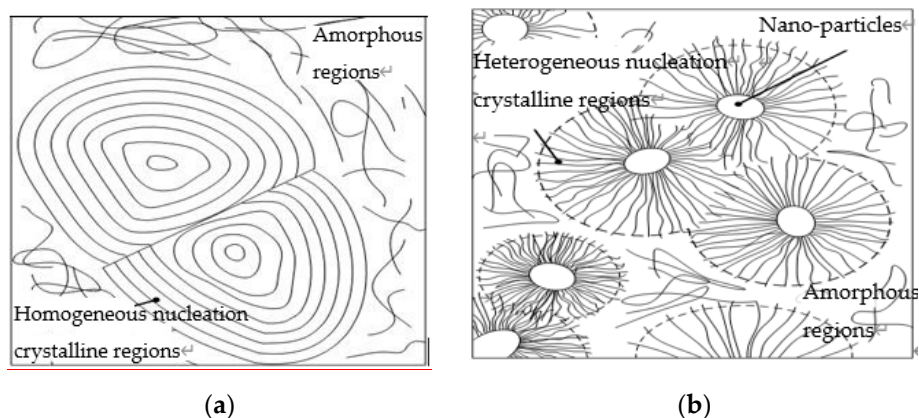 Amorphous
regions↵
Homogeneous nucleation
crystalline regions↵
(a)
Nano-particles↵
Heterogeneous nucleation↵
crystalline regions↵
Amorphous
regions↵
(b)